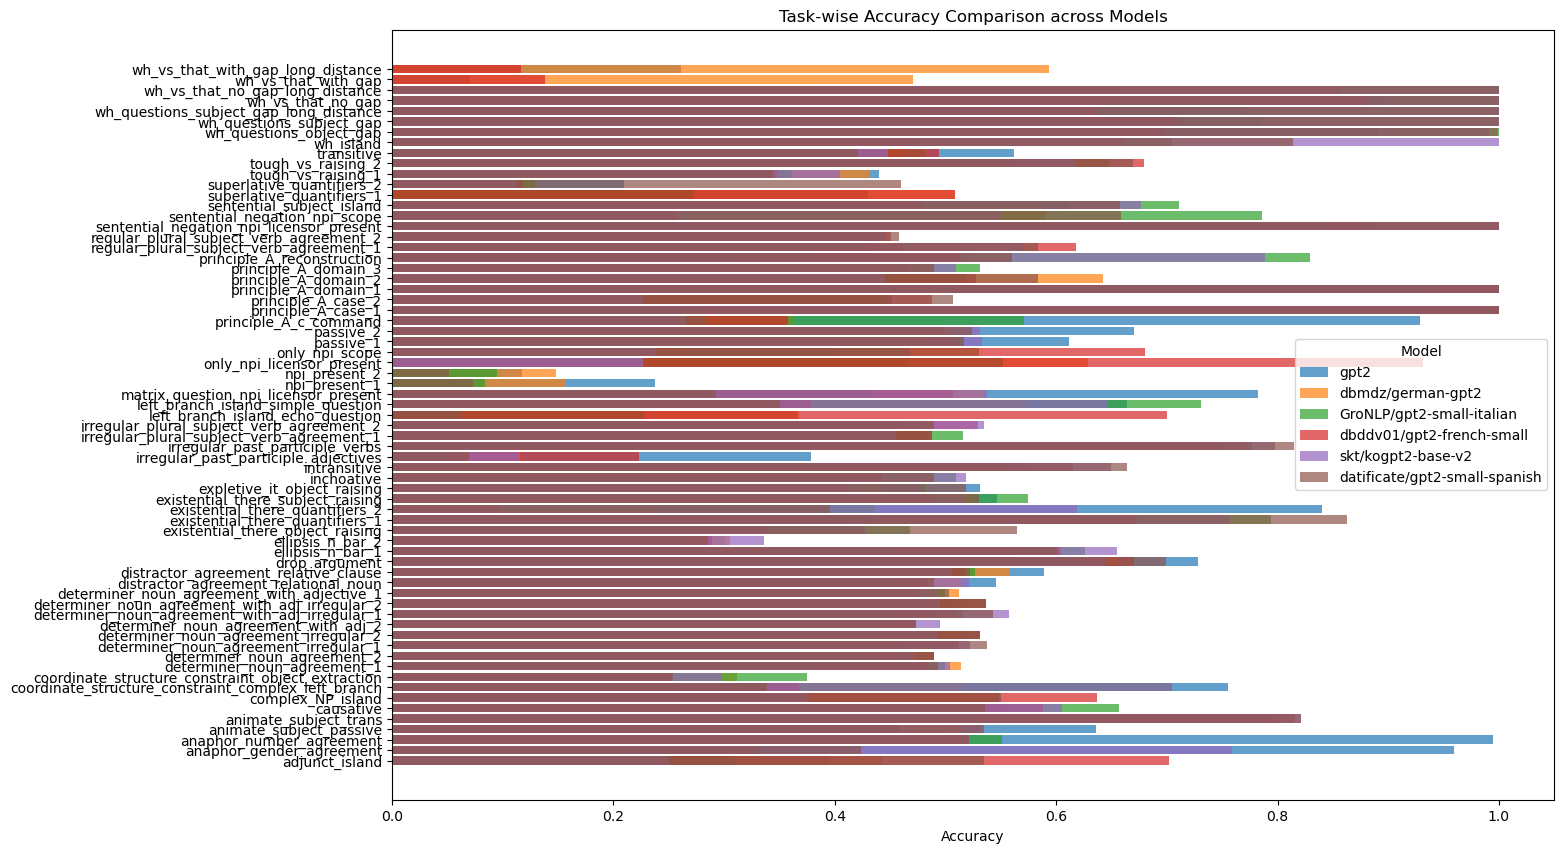 Task-wise Accuracy Comparison across Models
wh_vs_that_with_gap_long_distance
wh_vs_that_with_gap
wh_vs_that_no_gap_long_distance
wh_vs_that_no_gap
wh_questions_subject_gap_long_distance
wh_questions_subject_gap
wh_questions_object_gap
wh_island
transitive
tough_vs_raising_2
tough_vs_raising_1
superlative_quantifiers_2
superlative_quantifiers_1
sentential_subject_island
sentential_negation_npi_scope
sentential_negation_npi_licensor_present
regular_plural_subject_verb_agreement_2
regular_plural_subject_verb_agreement_1
principle_A_reconstruction
principle_A_domain_3
principle_A_domain_2
principle_A_domain_1
principle_A_case_2
principle_A_case_1
principle_A_c_command
passive_2
passive_1
only_npi_scope
only_npi_licensor_present
npi_present_2
npi_present_1
matrix_question_npi_licensor_present
left_branch_island_simple_question
left_branch_island_echo_question
irregular_plural_subject_verb_agreement_2
irregular_plural_subject_verb_agreement_1
irregular_past_participle_verbs
irregular_past_participle_adjectives
intransitive
inchoative
expletive_it_object_raising
existential_there_subject_raising
existential_there_quantifiers_2
existential_there_quantifiers_1
existential_there_object_raising
ellipsis_n_bar_2
ellipsis_n_bar_1
drop_argument
distractor_agreement_relative_clause
distractor_agreement_relational_noun
determiner_noun_agreement_with_adjective_1
determiner_noun_agreement_with_adj_irregular_2
determiner_noun_agreement_with_adj_irregular_1
determiner_noun_agreement_with_adj_2
determiner_noun_agreement_irregular_2
determiner_noun_agreement_irregular_1
determiner_noun_agreement_2
determiner_noun_agreement_1
coordinate_structure_constraint_object_extraction
coordinate_structure_constraint_complex_left_branch
complex_NP_island
causative
animate_subject_trans
animate_subject_passive
anaphor_number_agreement
anaphor_gender_agreement
adjunct_island
Model
gpt2
dbmdz/german-gpt2
GroNLP/gpt2-small-italian
dbddv01/gpt2-french-small
skt/kogpt2-base-v2
datificate/gpt2-small-spanish
0.0 0.2 0.4 0.6 0.8 1.0
Accuracy